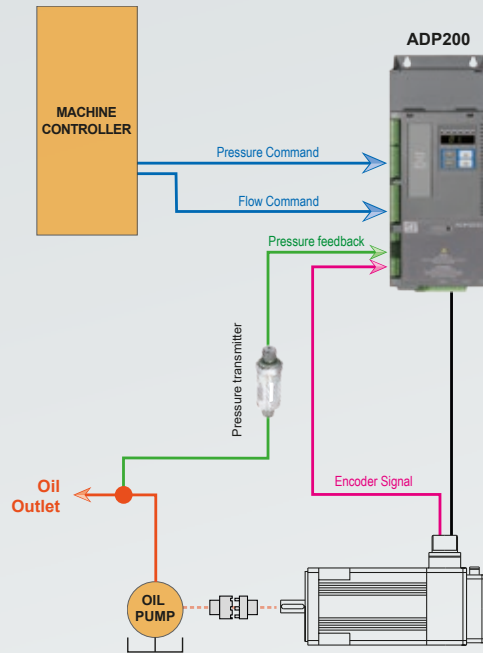 ADP200
MACHINE
CONTROLLER
Pressure Command
Flow Command
Pressure feedback
Pressure transmitter
Encoder Signal
Oil
Outlet
OIL
PUMP